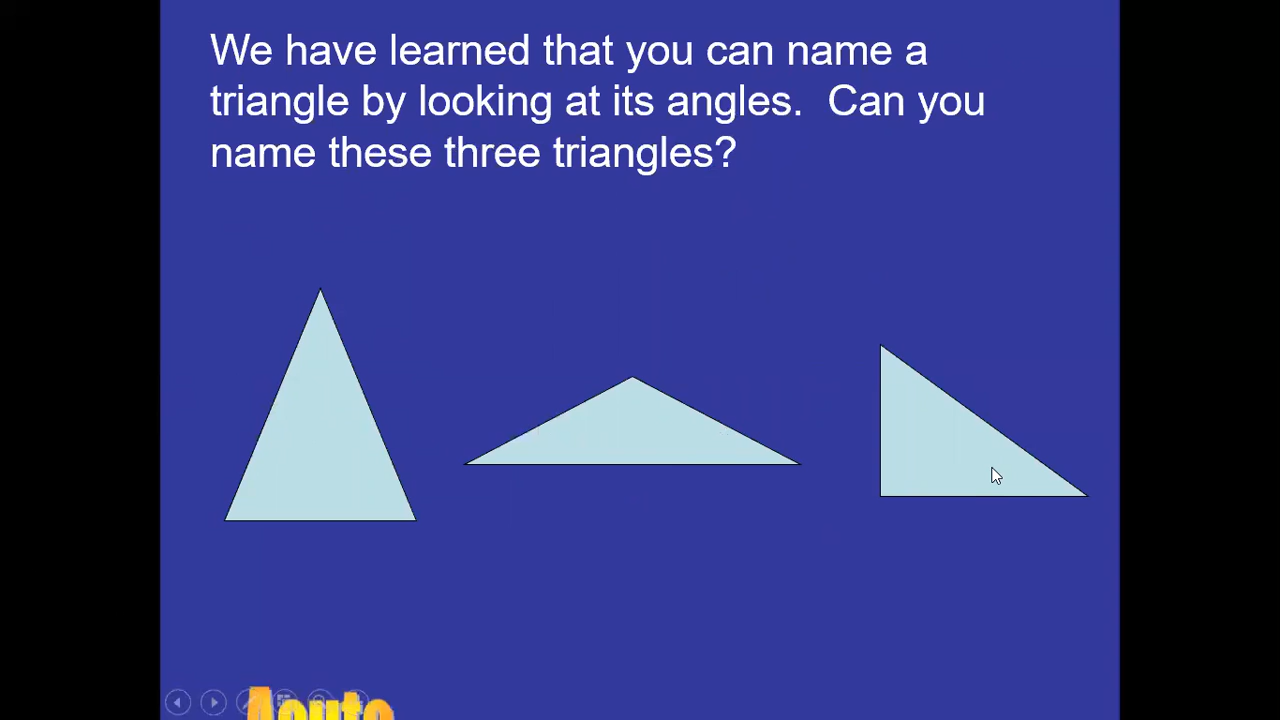 We have learned that you can name a
triangle by looking at its angles.  Can you
name these three triangles?
Acute